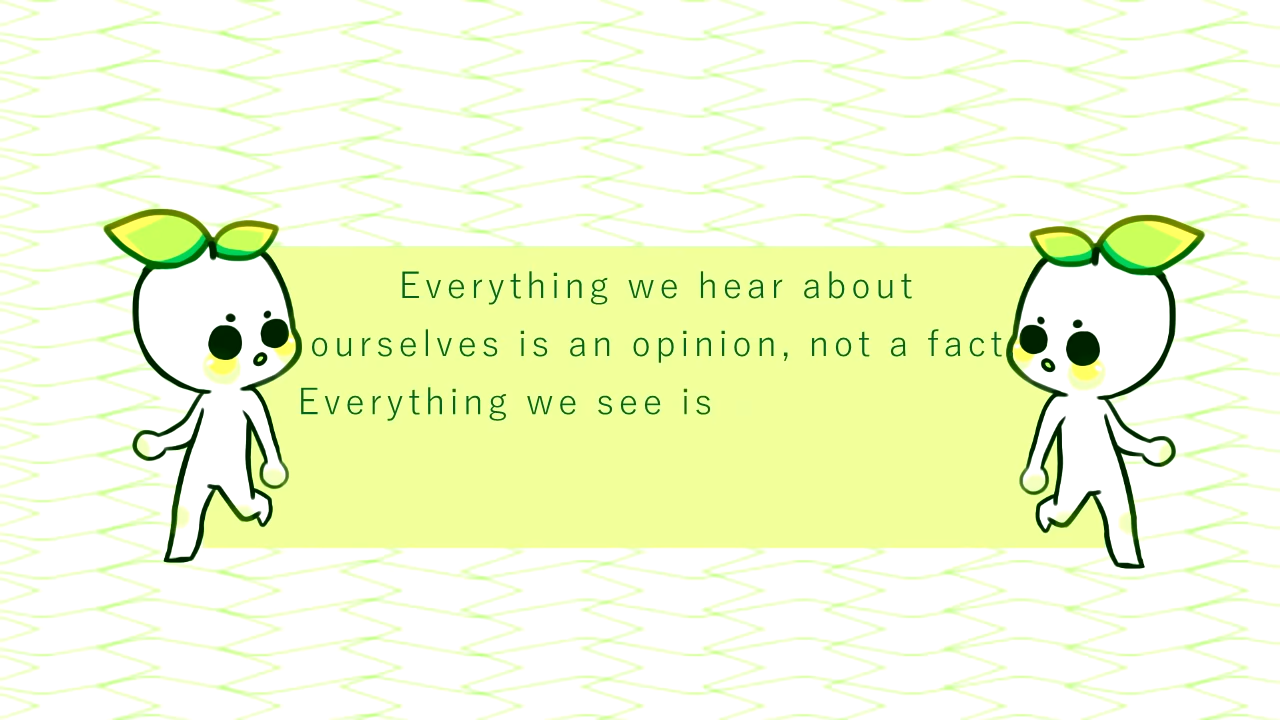 Everything we hear about
ourselves is an opinion, not a fact
Everything we see is